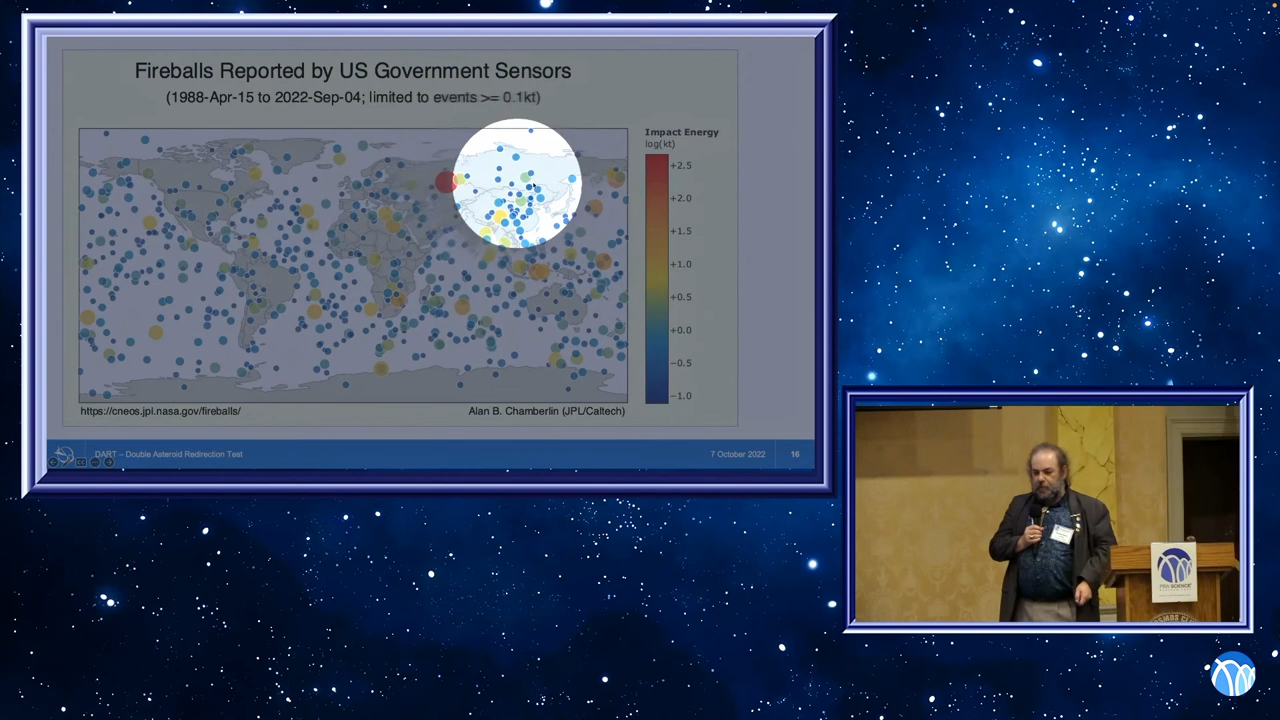 Fireballs Reported by US Government Sensors
(1988-Apr-15 to 2022-Sep-04; limited to events >= 0.1kt)
Impact Energy
log(kt)
+2.5
+2.0
+1.5
+1.0
+0.5
+0.0
−0.5
−1.0
https://cneos.jpl.nasa.gov/fireballs/ Alan B. Chamberlin (JPL/Caltech)
DART – Double Asteroid Redirection Test 7 October 2022 16
PSW SCIENCE